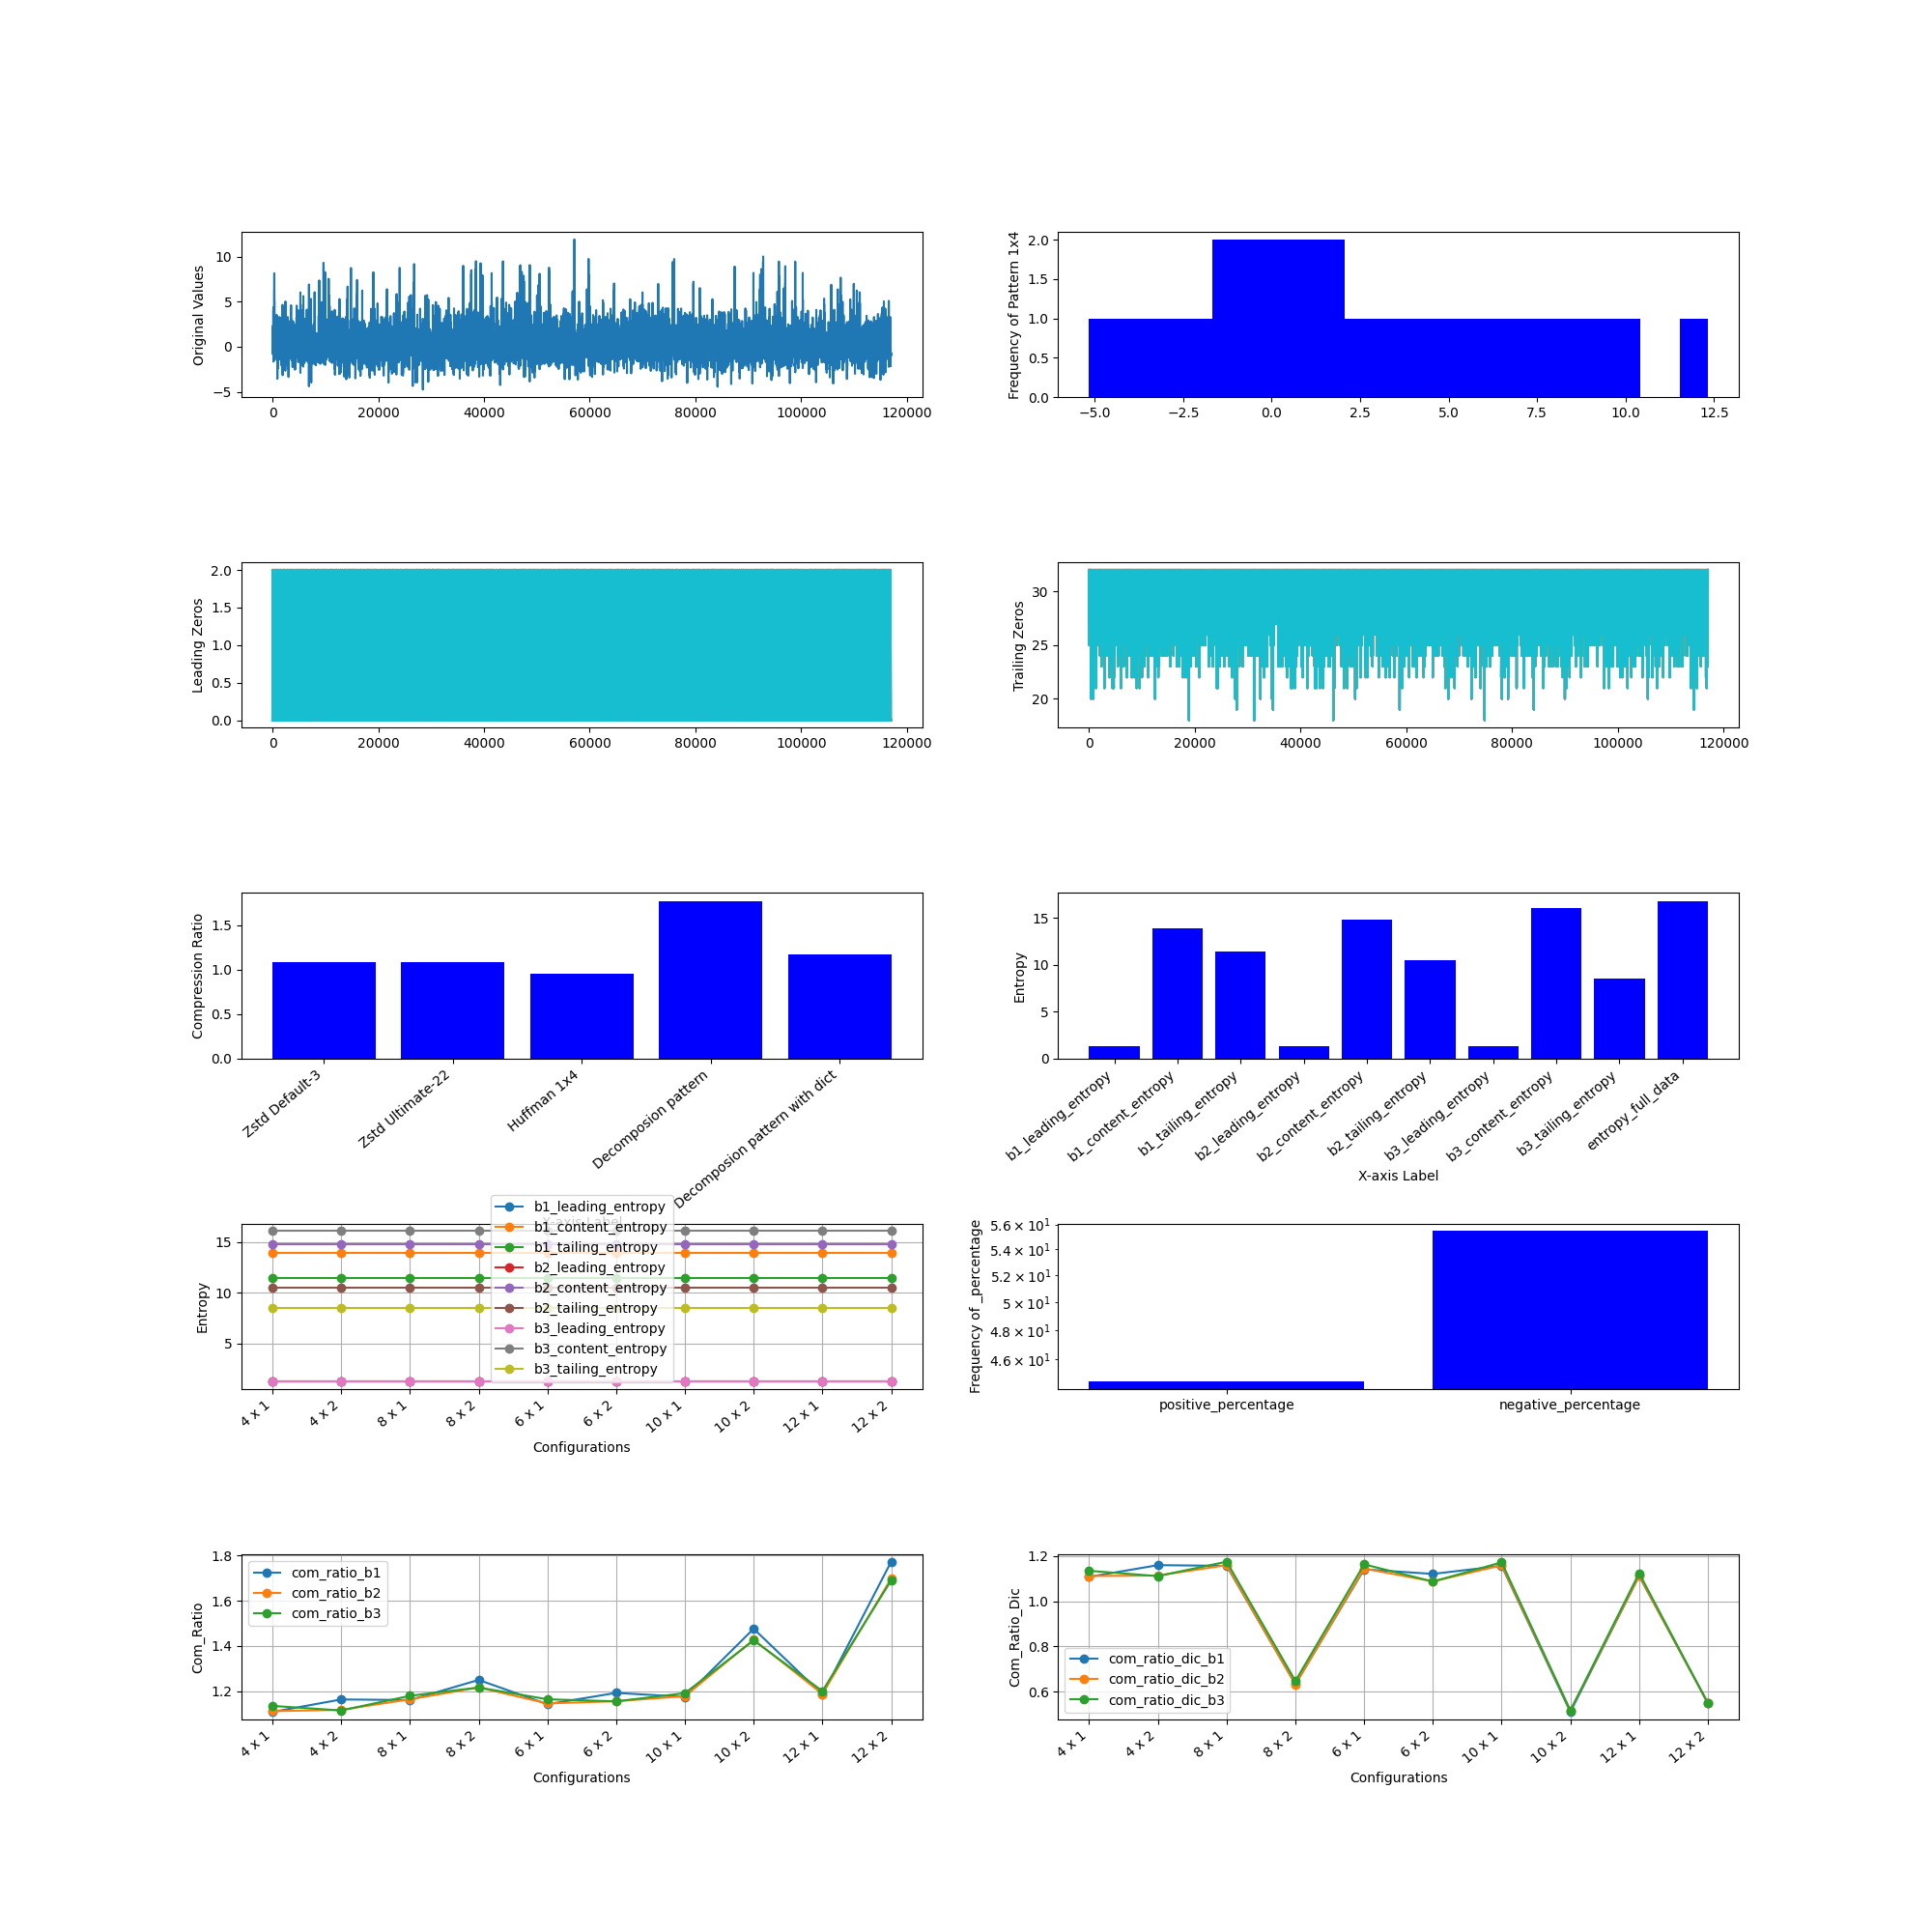 Original Values
10
5
0
−5
0 20000 40000 60000 80000 100000 120000
Frequency of Pattern 1x4
2.0
1.5
1.0
0.5
0.0
−5.0 −2.5 0.0 2.5 5.0 7.5 10.0 12.5
Leading Zeros
2.0
1.5
1.0
0.5
0.0
0 20000 40000 60000 80000 100000 120000
Trailing Zeros
30
25
20
0 20000 40000 60000 80000 100000 120000
Compression Ratio
1.5
1.0
0.5
0.0
Zstd Default-3
Zstd Ultimate-22
Huffman 1x4
Decomposion pattern
Decomposion pattern with dict
X-axis Label
Entropy
15
10
5
0
b1_leading_entropy
b1_content_entropy
b1_tailing_entropy
b2_leading_entropy
b2_content_entropy
b2_tailing_entropy
b3_leading_entropy
b3_content_entropy
b3_tailing_entropy
entropy_full_data
X-axis Label
Entropy
15
10
5
b1_leading_entropy
b1_content_entropy
b1_tailing_entropy
b2_leading_entropy
b2_content_entropy
b2_tailing_entropy
b3_leading_entropy
b3_content_entropy
b3_tailing_entropy
4 x 1
4 x 2
8 x 1
8 x 2
6 x 1
6 x 2
10 x 1
10 x 2
12 x 1
12 x 2
Configurations
Frequency of _percentage
5.6 × 10¹
5.4 × 10¹
5.2 × 10¹
5 × 10¹
4.8 × 10¹
4.6 × 10¹
positive_percentage negative_percentage
Com_Ratio
1.8
1.6
1.4
1.2
com_ratio_b1
com_ratio_b2
com_ratio_b3
4 x 1
4 x 2
8 x 1
8 x 2
6 x 1
6 x 2
10 x 1
10 x 2
12 x 1
12 x 2
Configurations
Com_Ratio_Dic
1.2
1.0
0.8
0.6
com_ratio_dic_b1
com_ratio_dic_b2
com_ratio_dic_b3
4 x 1
4 x 2
8 x 1
8 x 2
6 x 1
6 x 2
10 x 1
10 x 2
12 x 1
12 x 2
Configurations